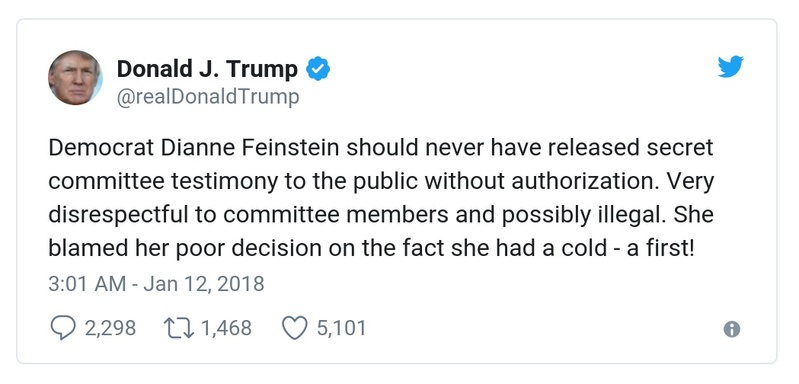 Donald J. Trump
@realDonaldTrump
Democrat Dianne Feinstein should never have released secret
committee testimony to the public without authorization. Very
disrespectful to committee members and possibly illegal. She
blamed her poor decision on the fact she had a cold - a first!
3:01 AM - Jan 12, 2018
2,298 1,468 5,101